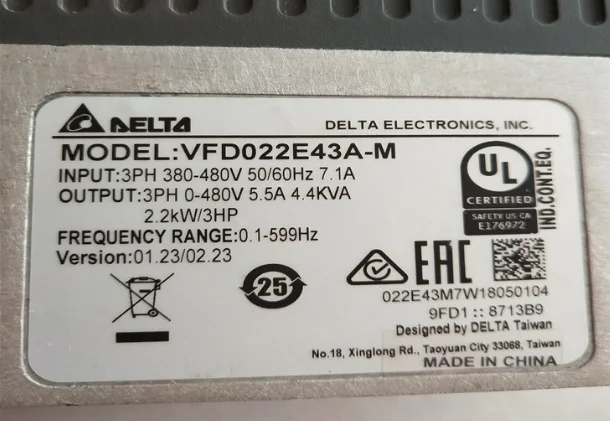 DELTA
DELTA ELECTRONICS, INC.
MODEL:VFD022E43A-M
INPUT:3PH 380-480V 50/60Hz 7.1A
OUTPUT:3PH 0-480V 5.5A 4.4KVA
2.2kW/3HP
FREQUENCY RANGE:0.1-599Hz
Version:01.23/02.23
UL
CERTIFIED
SAFETY US CA
E176972
IND.CONT.EQ.
25
EAC
022E43M7W18050104
9FD1 :: 8713B9
Designed by DELTA Taiwan
No.18, Xinglong Rd., Taoyuan City 33068, Taiwan
MADE IN CHINA